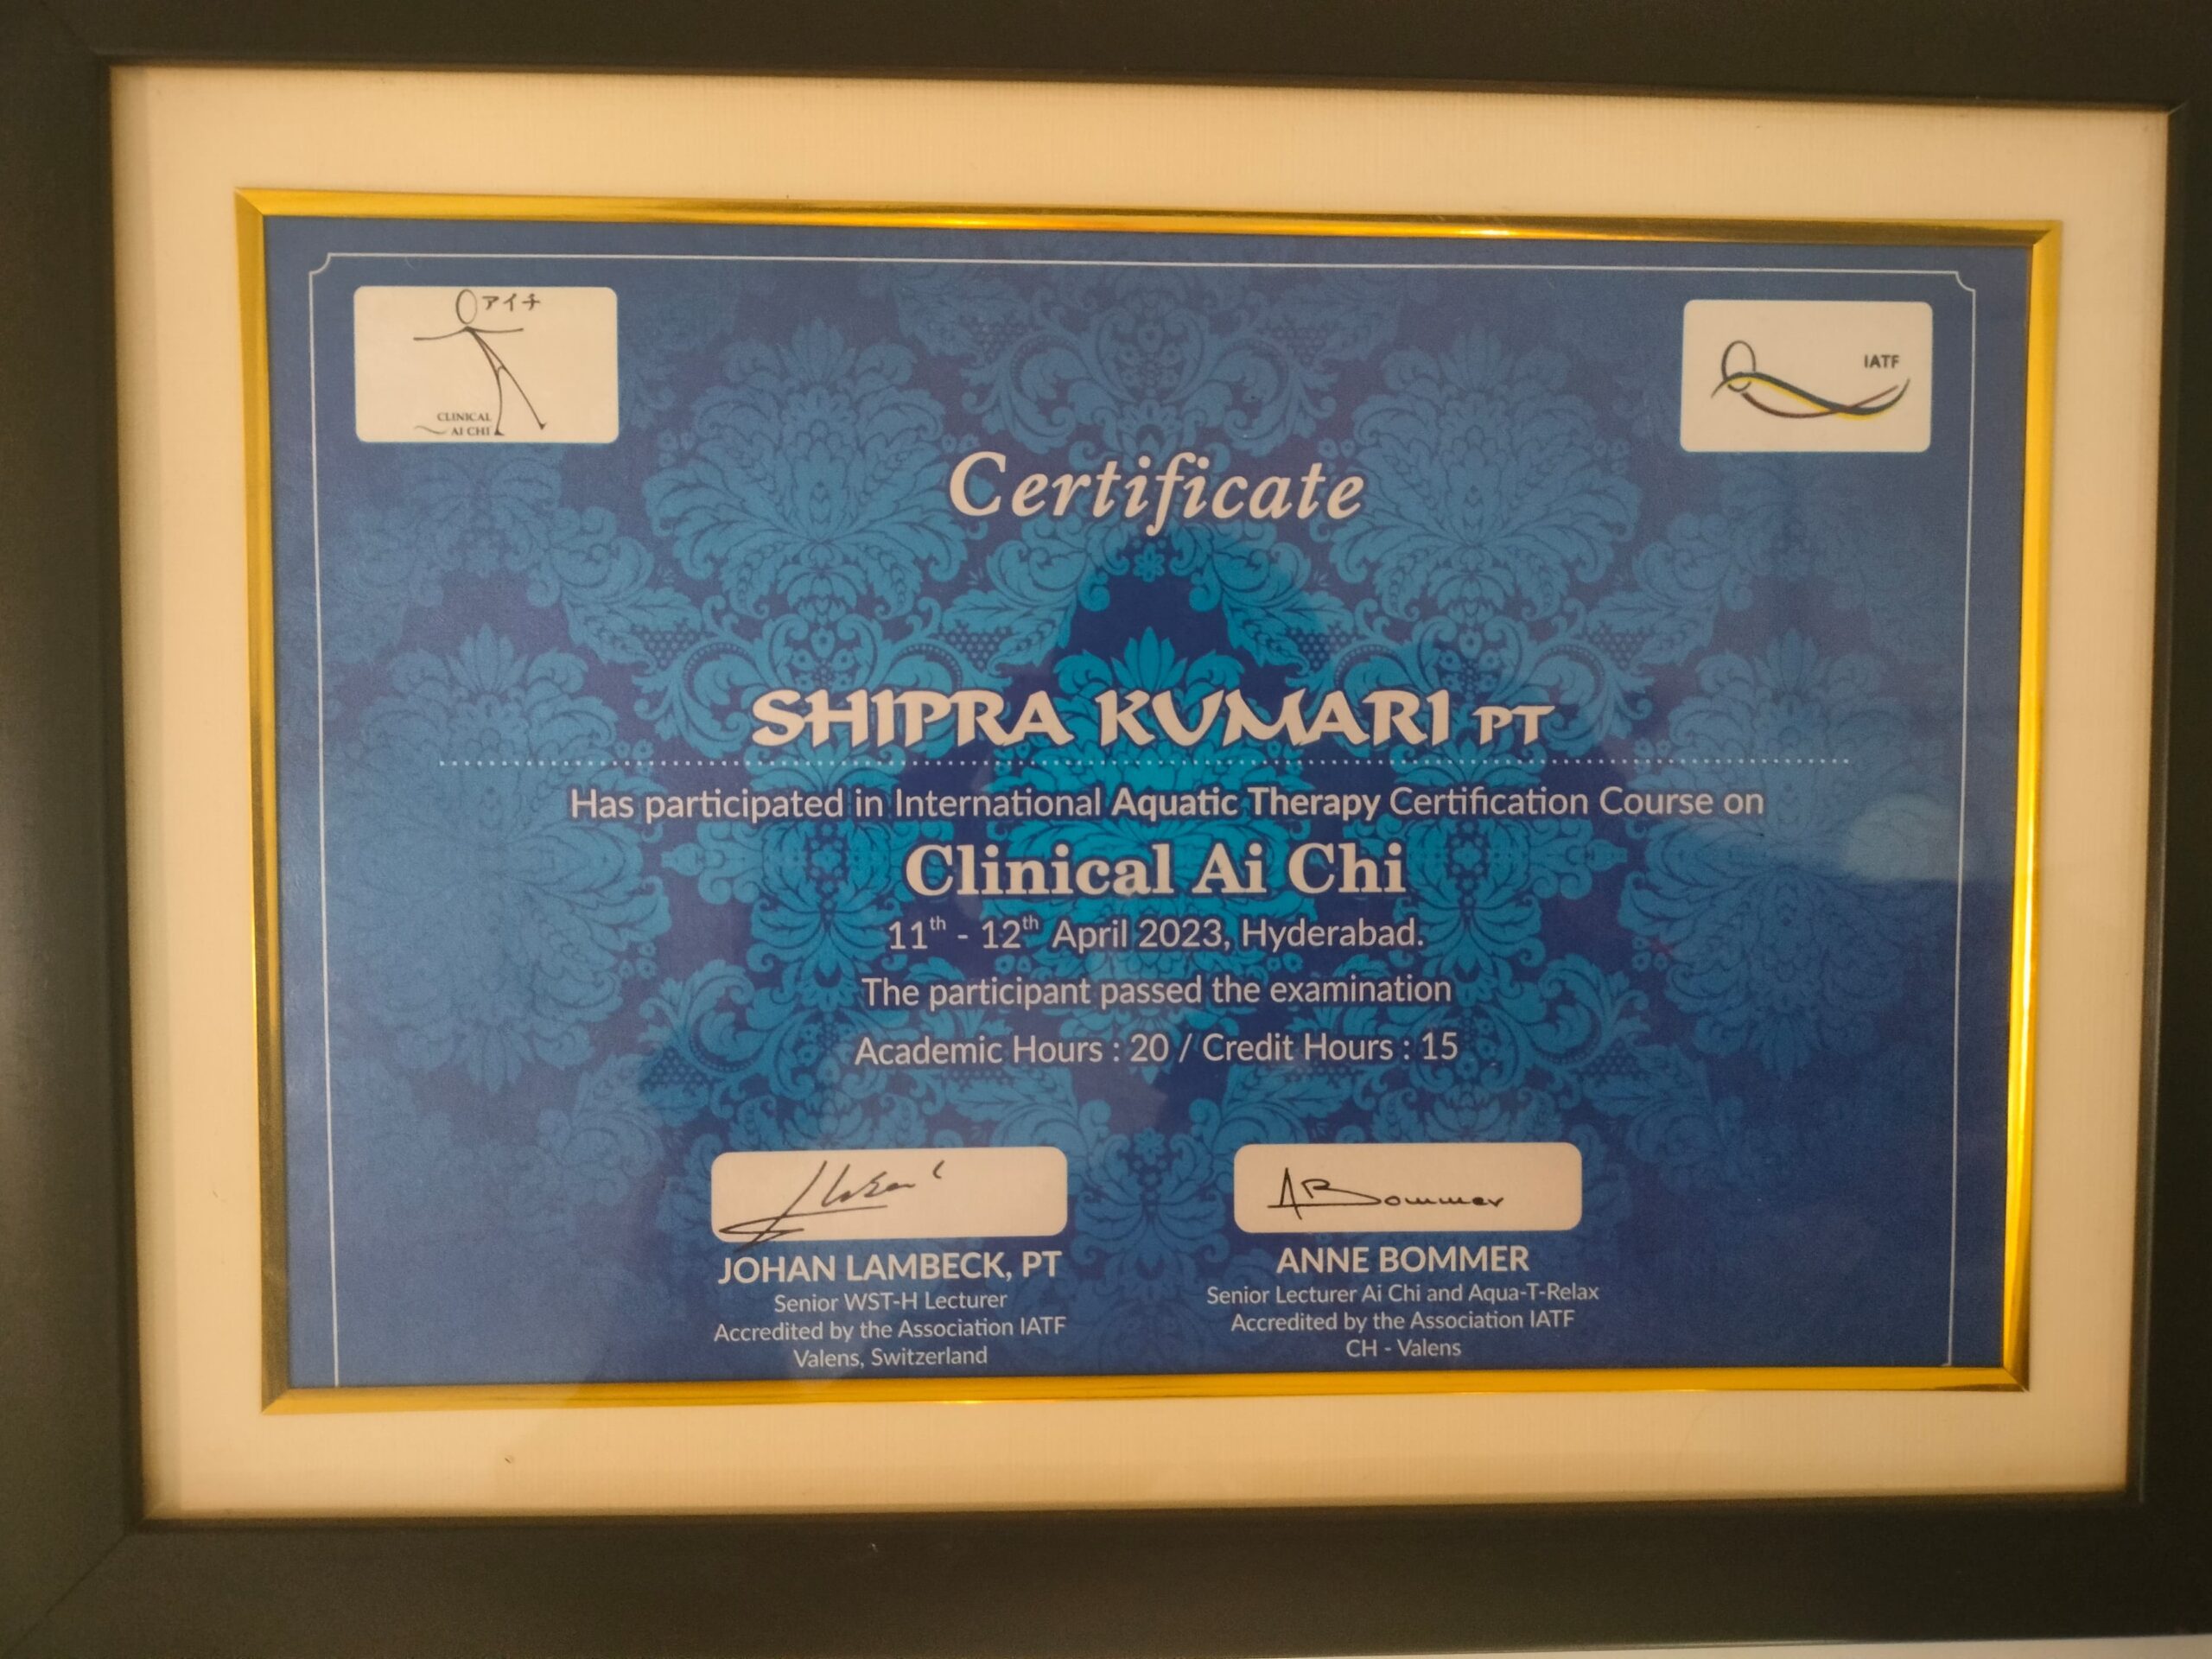 アイチ
CLINICAL
AI CHI
IATF
Certificate
SHIPRA KUMARI PT
Has participated in International Aquatic Therapy Certification Course on
Clinical Ai Chi
11th - 12th April 2023, Hyderabad.
The participant passed the examination
Academic Hours : 20 / Credit Hours : 15
ABommer
JOHAN LAMBECK, PT
Senior WST-H Lecturer
Accredited by the Association IATF
Valens, Switzerland
ANNE BOMMER
Senior Lecturer Ai Chi and Aqua-T-Relax
Accredited by the Association IATF
CH - Valens